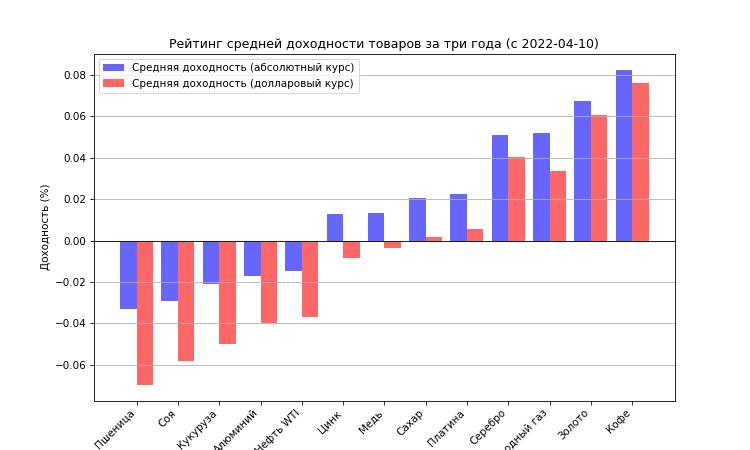 Рейтинг средней доходности товаров за три года (с 2022-04-10)
Средняя доходность (абсолютный курс)
Средняя доходность (долларовый курс)
Доходность (%)
0.08
0.06
0.04
0.02
0.00
−0.02
−0.04
−0.06
Пшеница
Соя
Кукуруза
Алюминий
Нефть WTI
Цинк
Медь
Сахар
Платина
Серебро
газ
Золото
Кофе